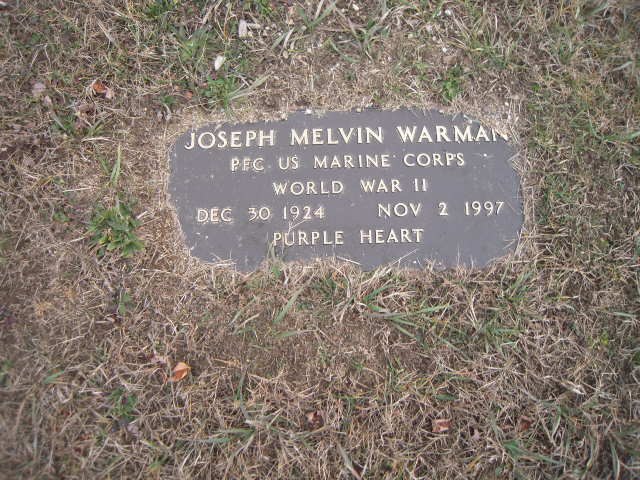 JOSEPH MELVIN WARMAN
PFC US MARINE CORPS
WORLD WAR II
DEC 30 1924 NOV 2 1997
PURPLE HEART